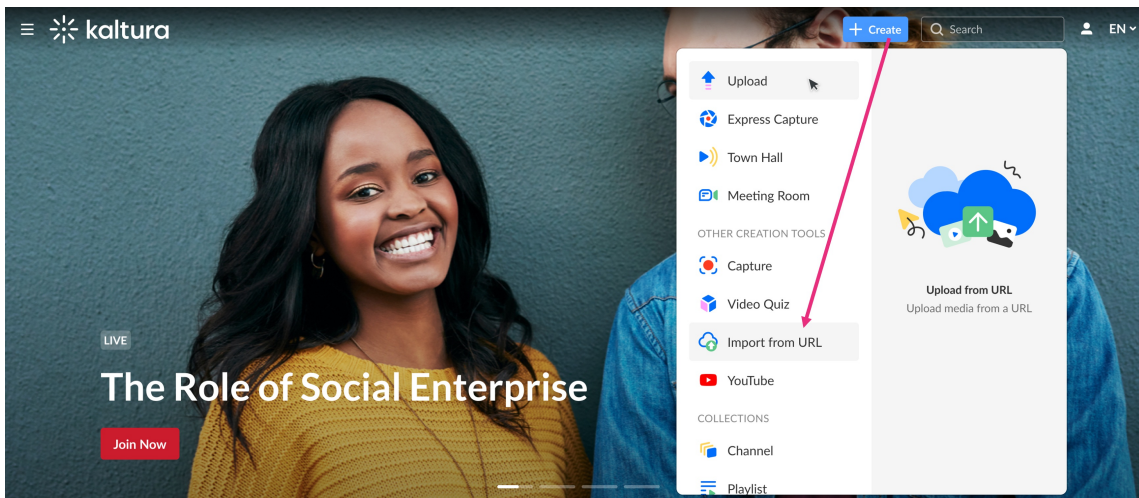 kaltura
Create
Search
EN
Upload
Express Capture
Town Hall
Meeting Room
OTHER CREATION TOOLS
Capture
Video Quiz
Import from URL
YouTube
COLLECTIONS
Channel
Playlist
Upload from URL
Upload media from a URL
LIVE
The Role of Social Enterprise
Join Now